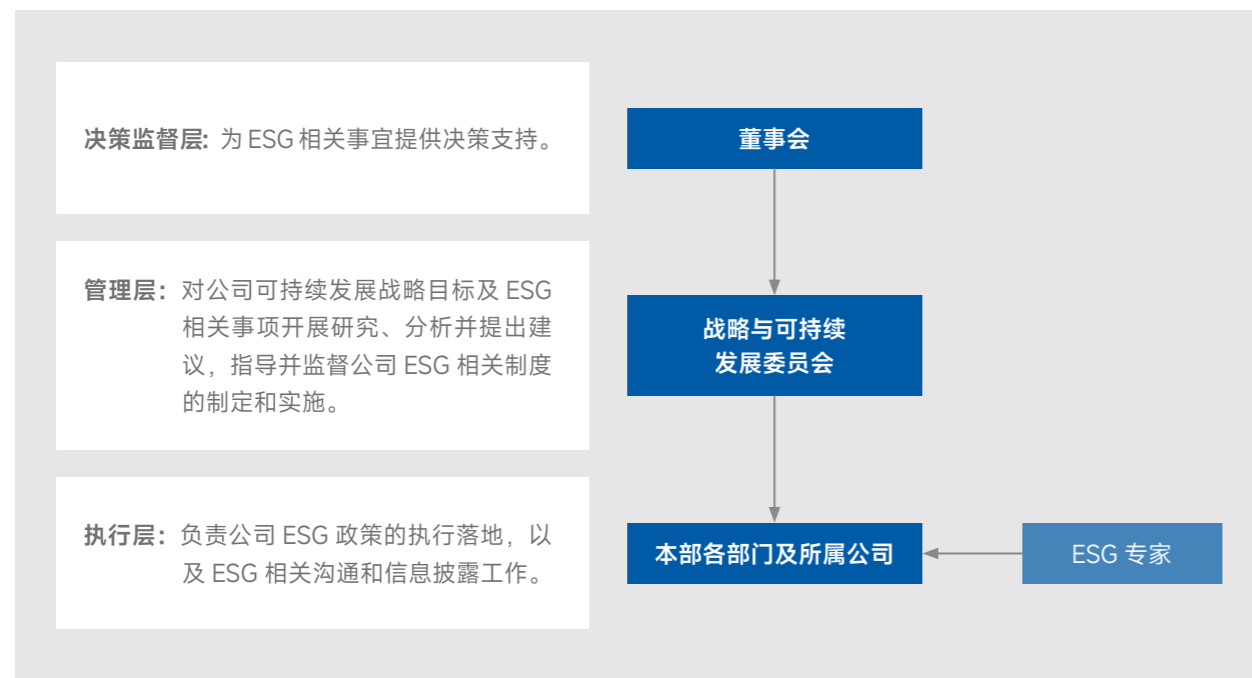 决策监督层: 为 ESG 相关事宜提供决策支持。
董事会
管理层：对公司可持续发展战略目标及 ESG
相关事项开展研究、分析并提出建
议，指导并监督公司 ESG 相关制度
的制定和实施。
战略与可持续
发展委员会
执行层：负责公司 ESG 政策的执行落地，以
及 ESG 相关沟通和信息披露工作。
本部各部门及所属公司
ESG 专家